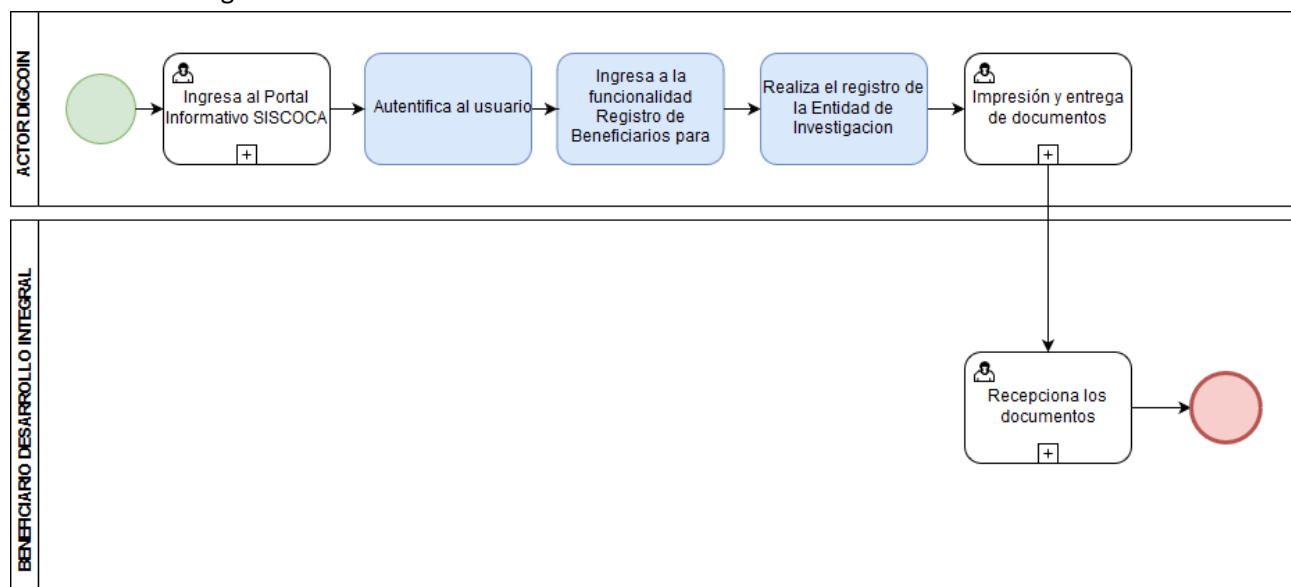 ACTOR DIGCOIN
Ingresa al Portal
Informativo SISCOCA
Autentifica al usuario
Ingresa a la
funcionalidad
Registro de
Beneficiarios para
Realiza el registro de
la Entidad de
Investigacion
Impresión y entrega
de documentos
BENEFICIARIO DESARROLLO INTEGRAL
Recepciona los
documentos